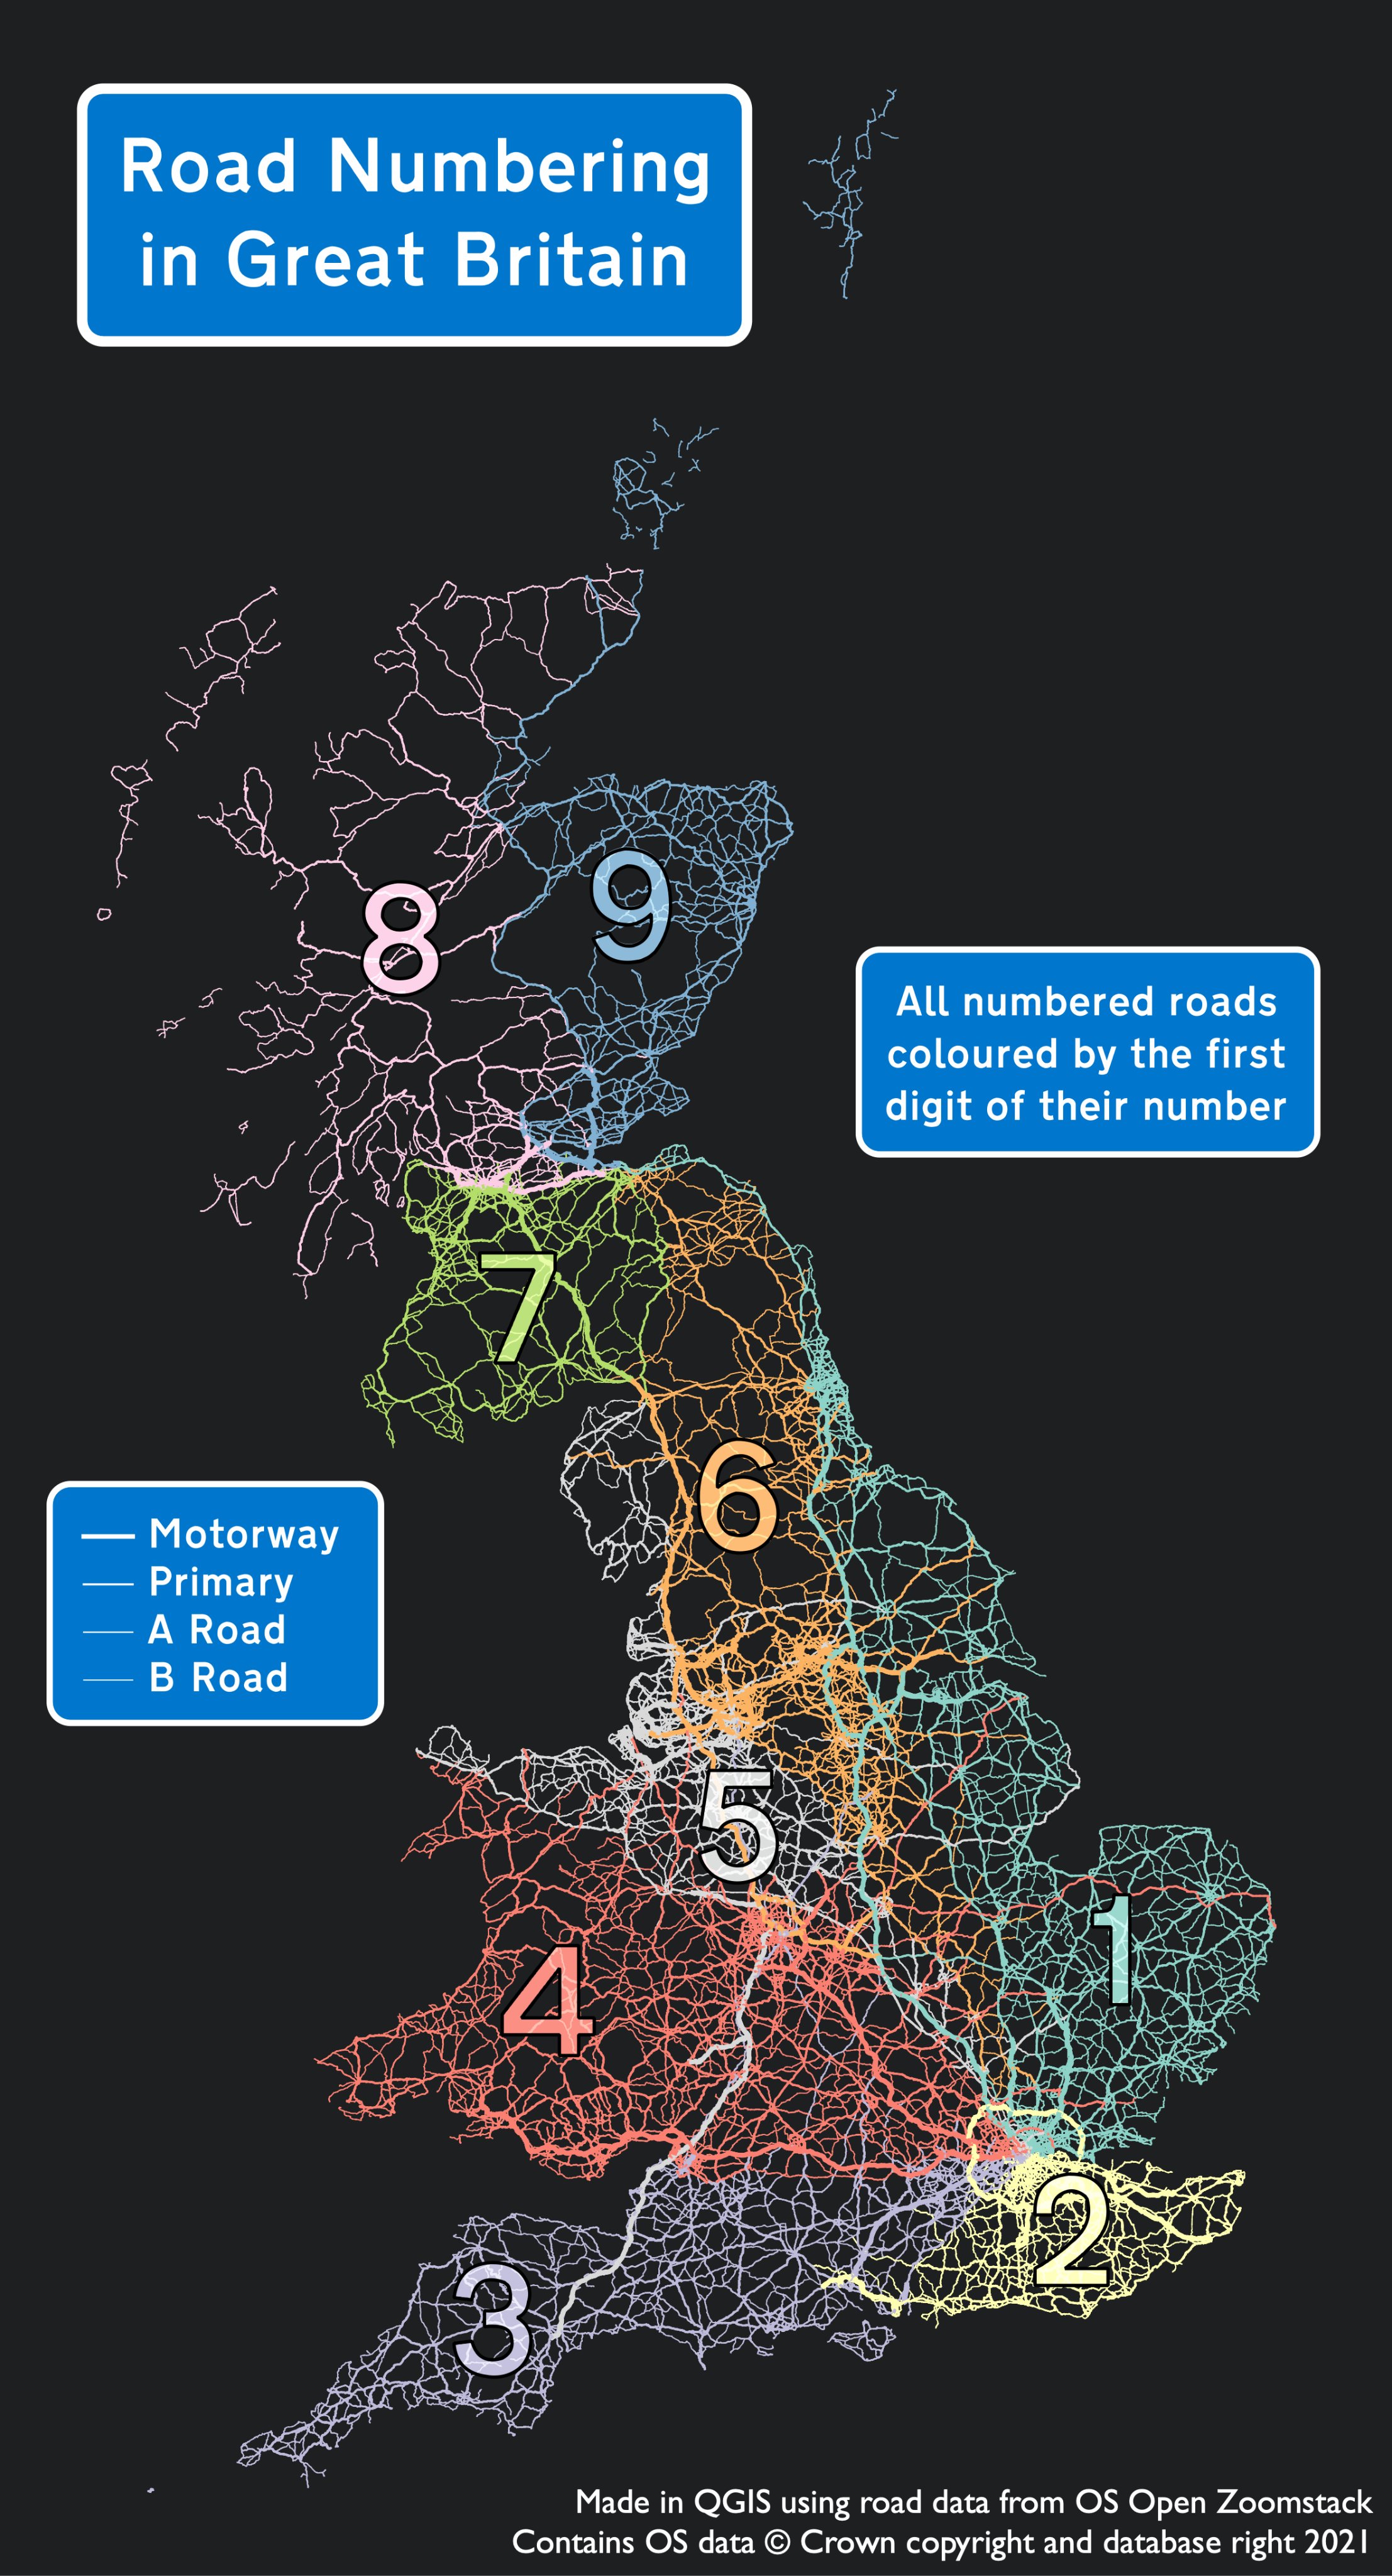 Road Numbering
in Great Britain
9
8
All numbered roads
coloured by the first
digit of their number
7
6
Motorway
Primary
A Road
B Road
5
1
4
2
3
Made in QGIS using road data from OS Open Zoomstack
Contains OS data © Crown copyright and database right 2021